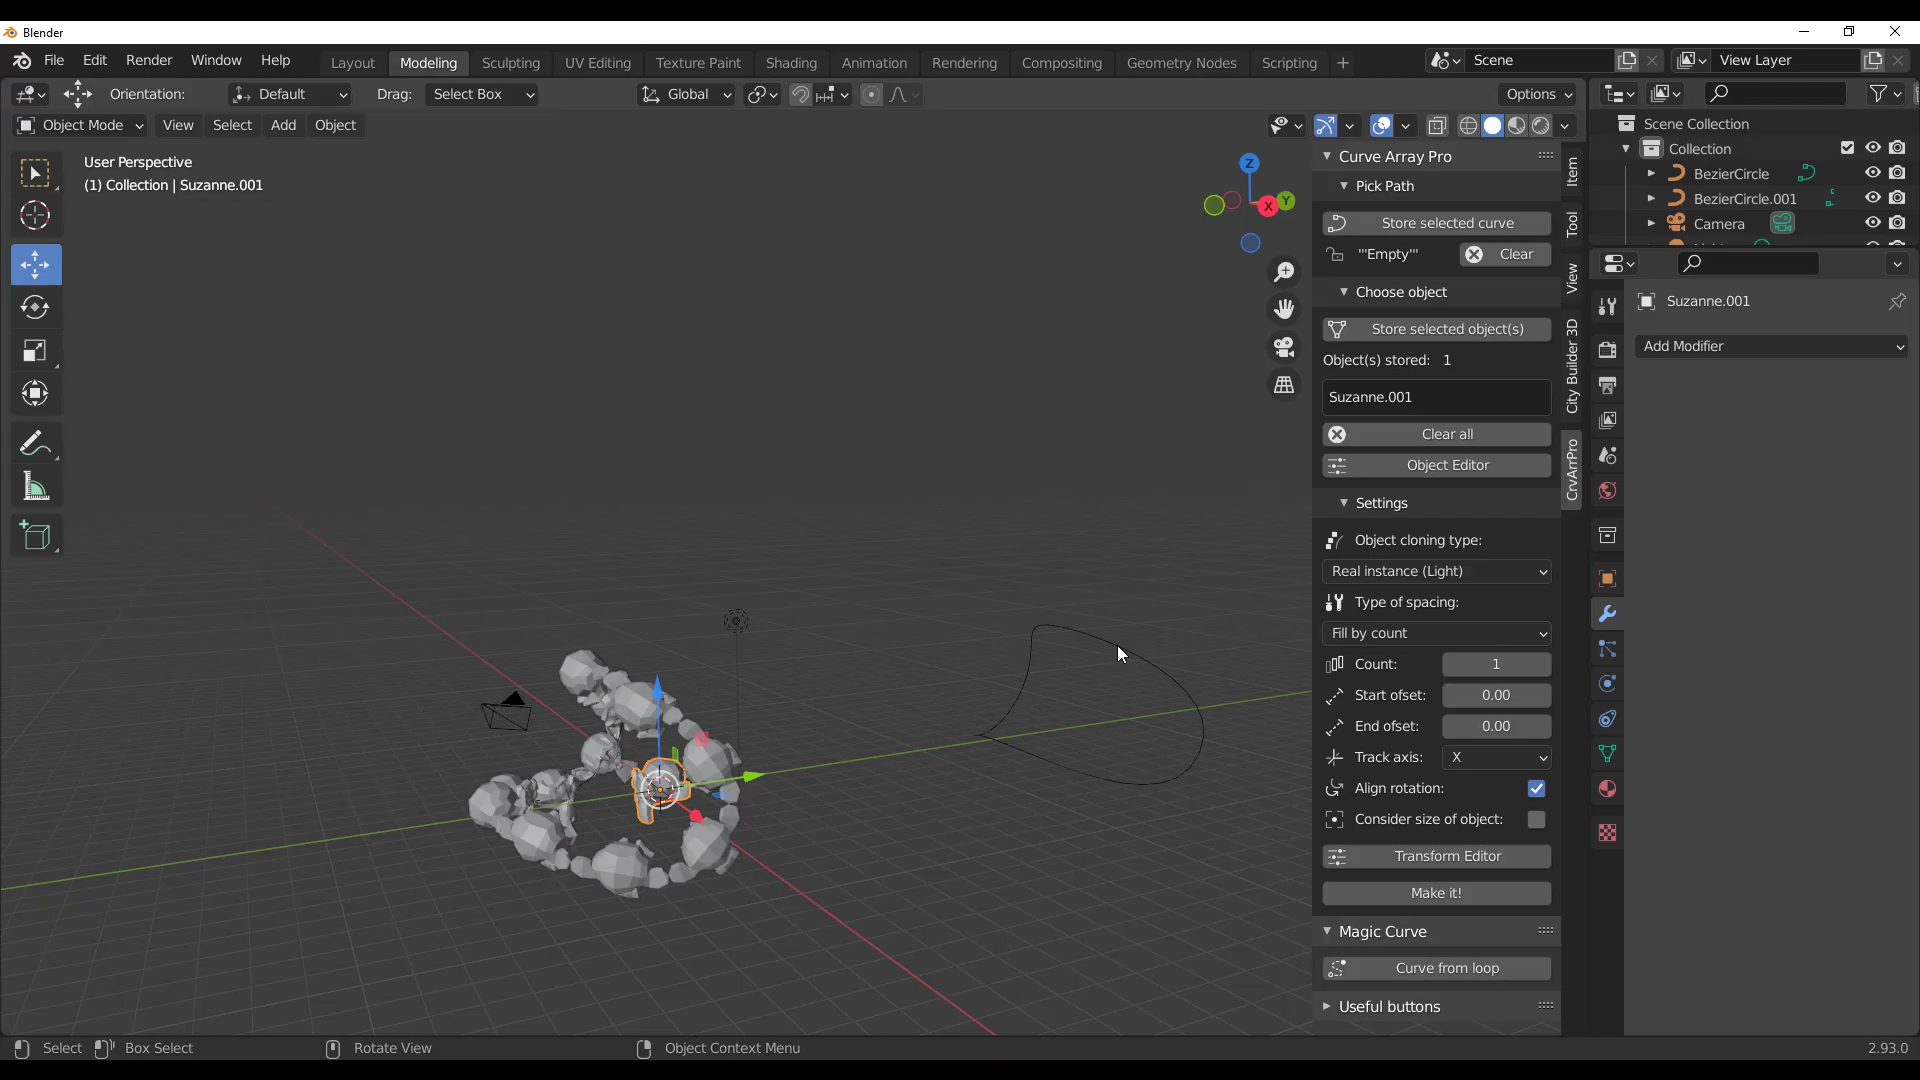 Blender
File Edit Render Window Help Layout Modeling Sculpting UV Editing Texture Paint Shading Animation Rendering Compositing Geometry Nodes Scripting + Scene View Layer
Orientation: Default Drag: Select Box Global Options
Object Mode View Select Add Object
User Perspective
(1) Collection | Suzanne.001
Z
X
Y
Curve Array Pro
Pick Path
Store selected curve
'"Empty"' Clear
Choose object
Store selected object(s)
Object(s) stored: 1
Suzanne.001
Clear all
Object Editor
Settings
Object cloning type:
Real instance (Light)
Type of spacing:
Fill by count
Count: 1
Start ofset: 0.00
End ofset: 0.00
Track axis: X
Align rotation:
Consider size of object:
Transform Editor
Make it!
Magic Curve
Curve from loop
Useful buttons
Item
Tool
View
City Builder 3D
CrvArrPro
Scene Collection
Collection
BezierCircle
BezierCircle.001
Camera
Suzanne.001
Add Modifier
Select Box Select Rotate View Object Context Menu 2.93.0